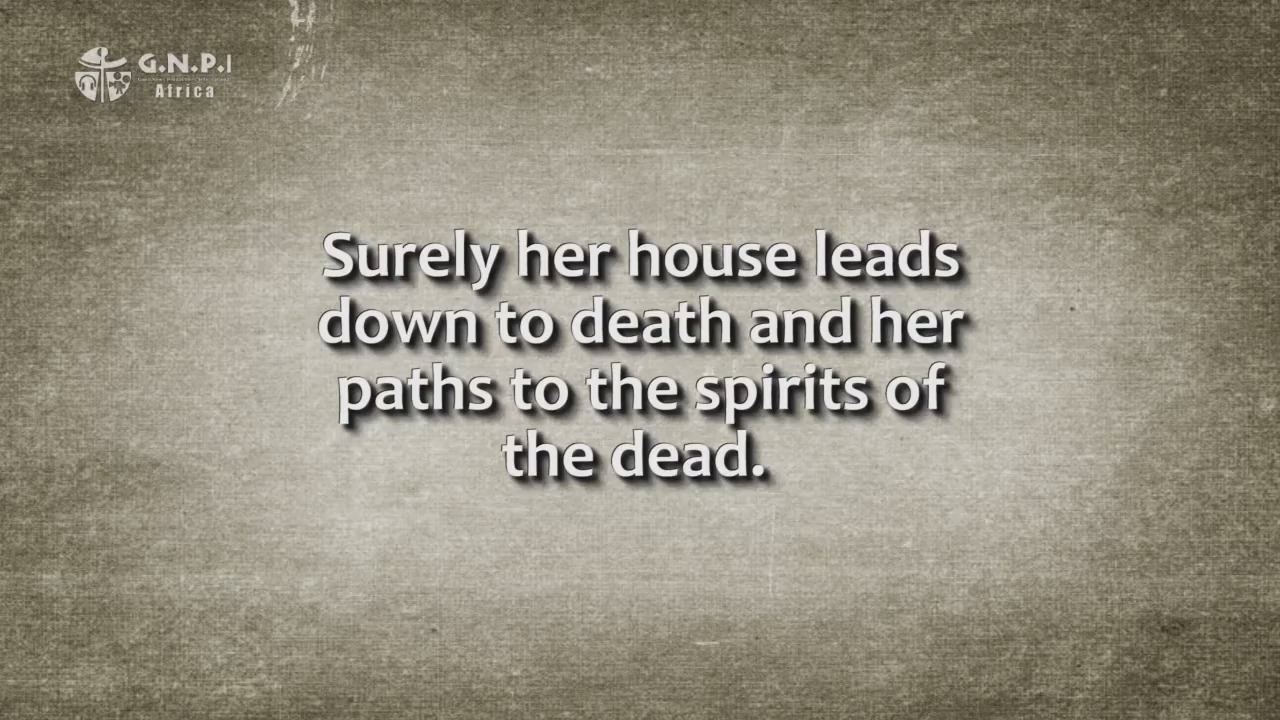 G.N.P.I
Africa
Surely her house leads
down to death and her
paths to the spirits of
the dead.